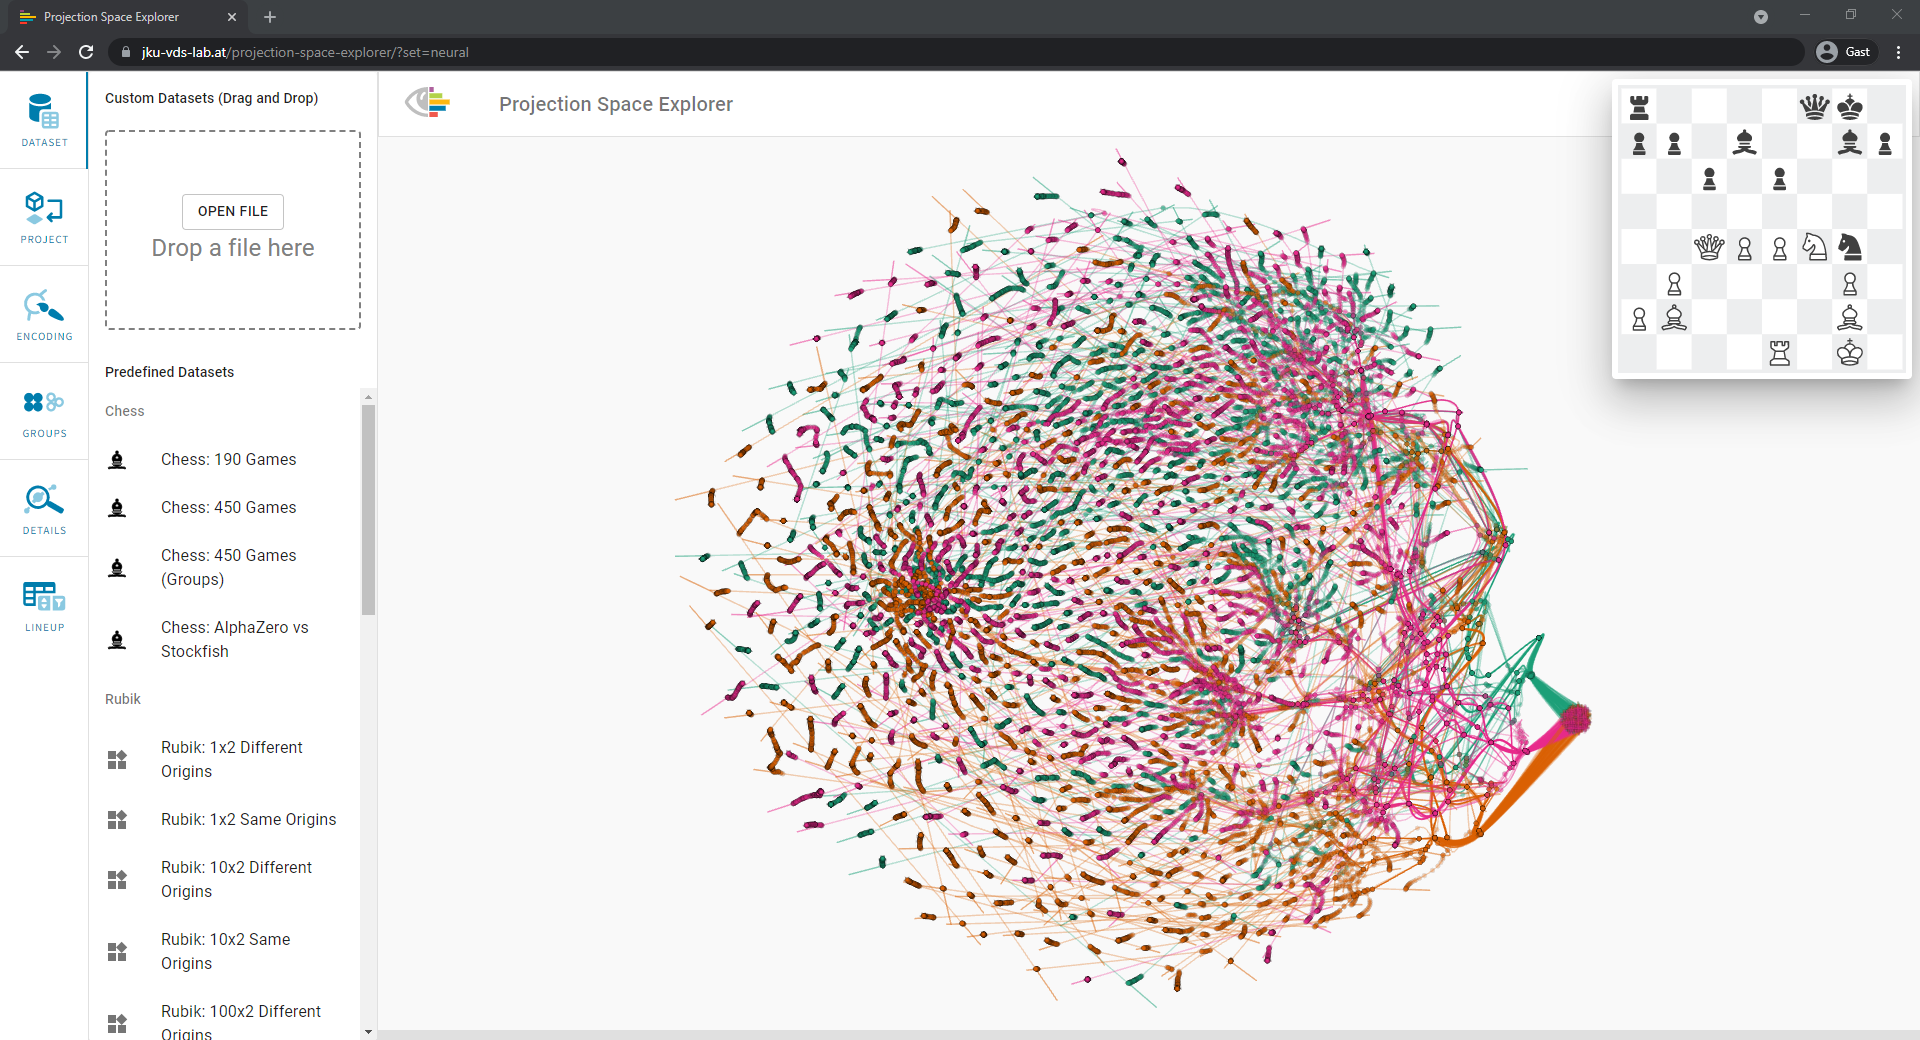 Projection Space Explorer
jku-vds-lab.at/projection-space-explorer/?set=neural
Gast
DATASET
PROJECT
ENCODING
GROUPS
DETAILS
LINEUP
Custom Datasets (Drag and Drop)
OPEN FILE
Drop a file here
Predefined Datasets
Chess
Chess: 190 Games
Chess: 450 Games
Chess: 450 Games
(Groups)
Chess: AlphaZero vs
Stockfish
Rubik
Rubik: 1x2 Different
Origins
Rubik: 1x2 Same Origins
Rubik: 10x2 Different
Origins
Rubik: 10x2 Same
Origins
Rubik: 100x2 Different
Origins
Projection Space Explorer